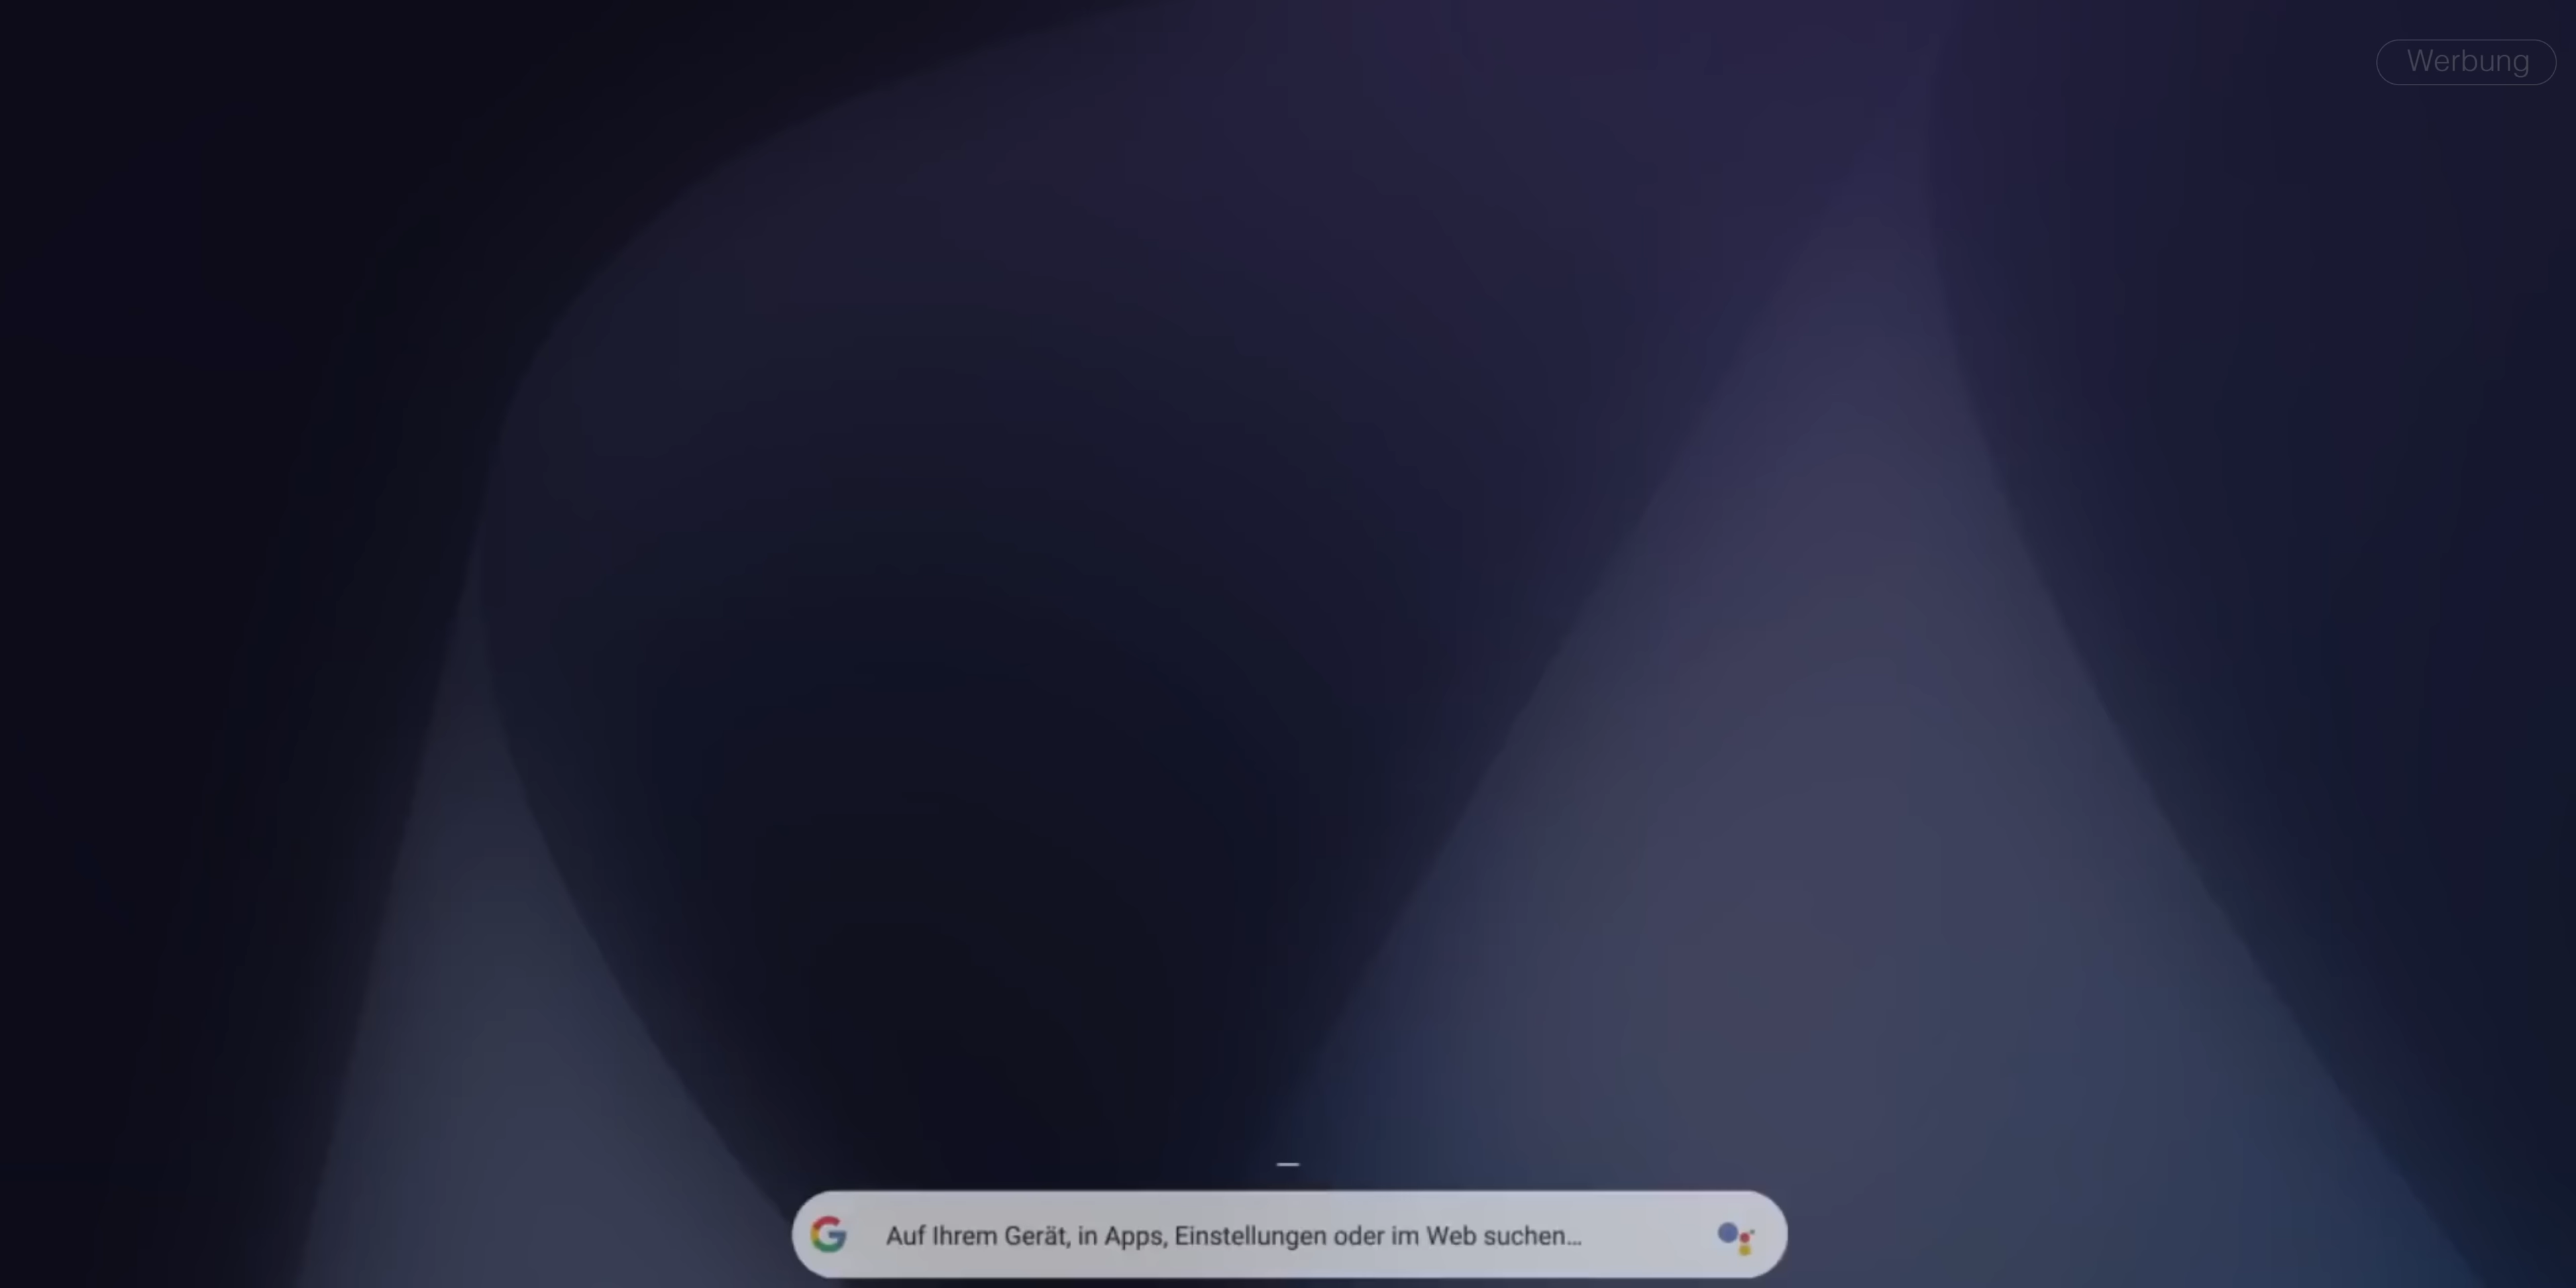 Werbung
Auf Ihrem Gerät, in Apps, Einstellungen oder im Web suchen...